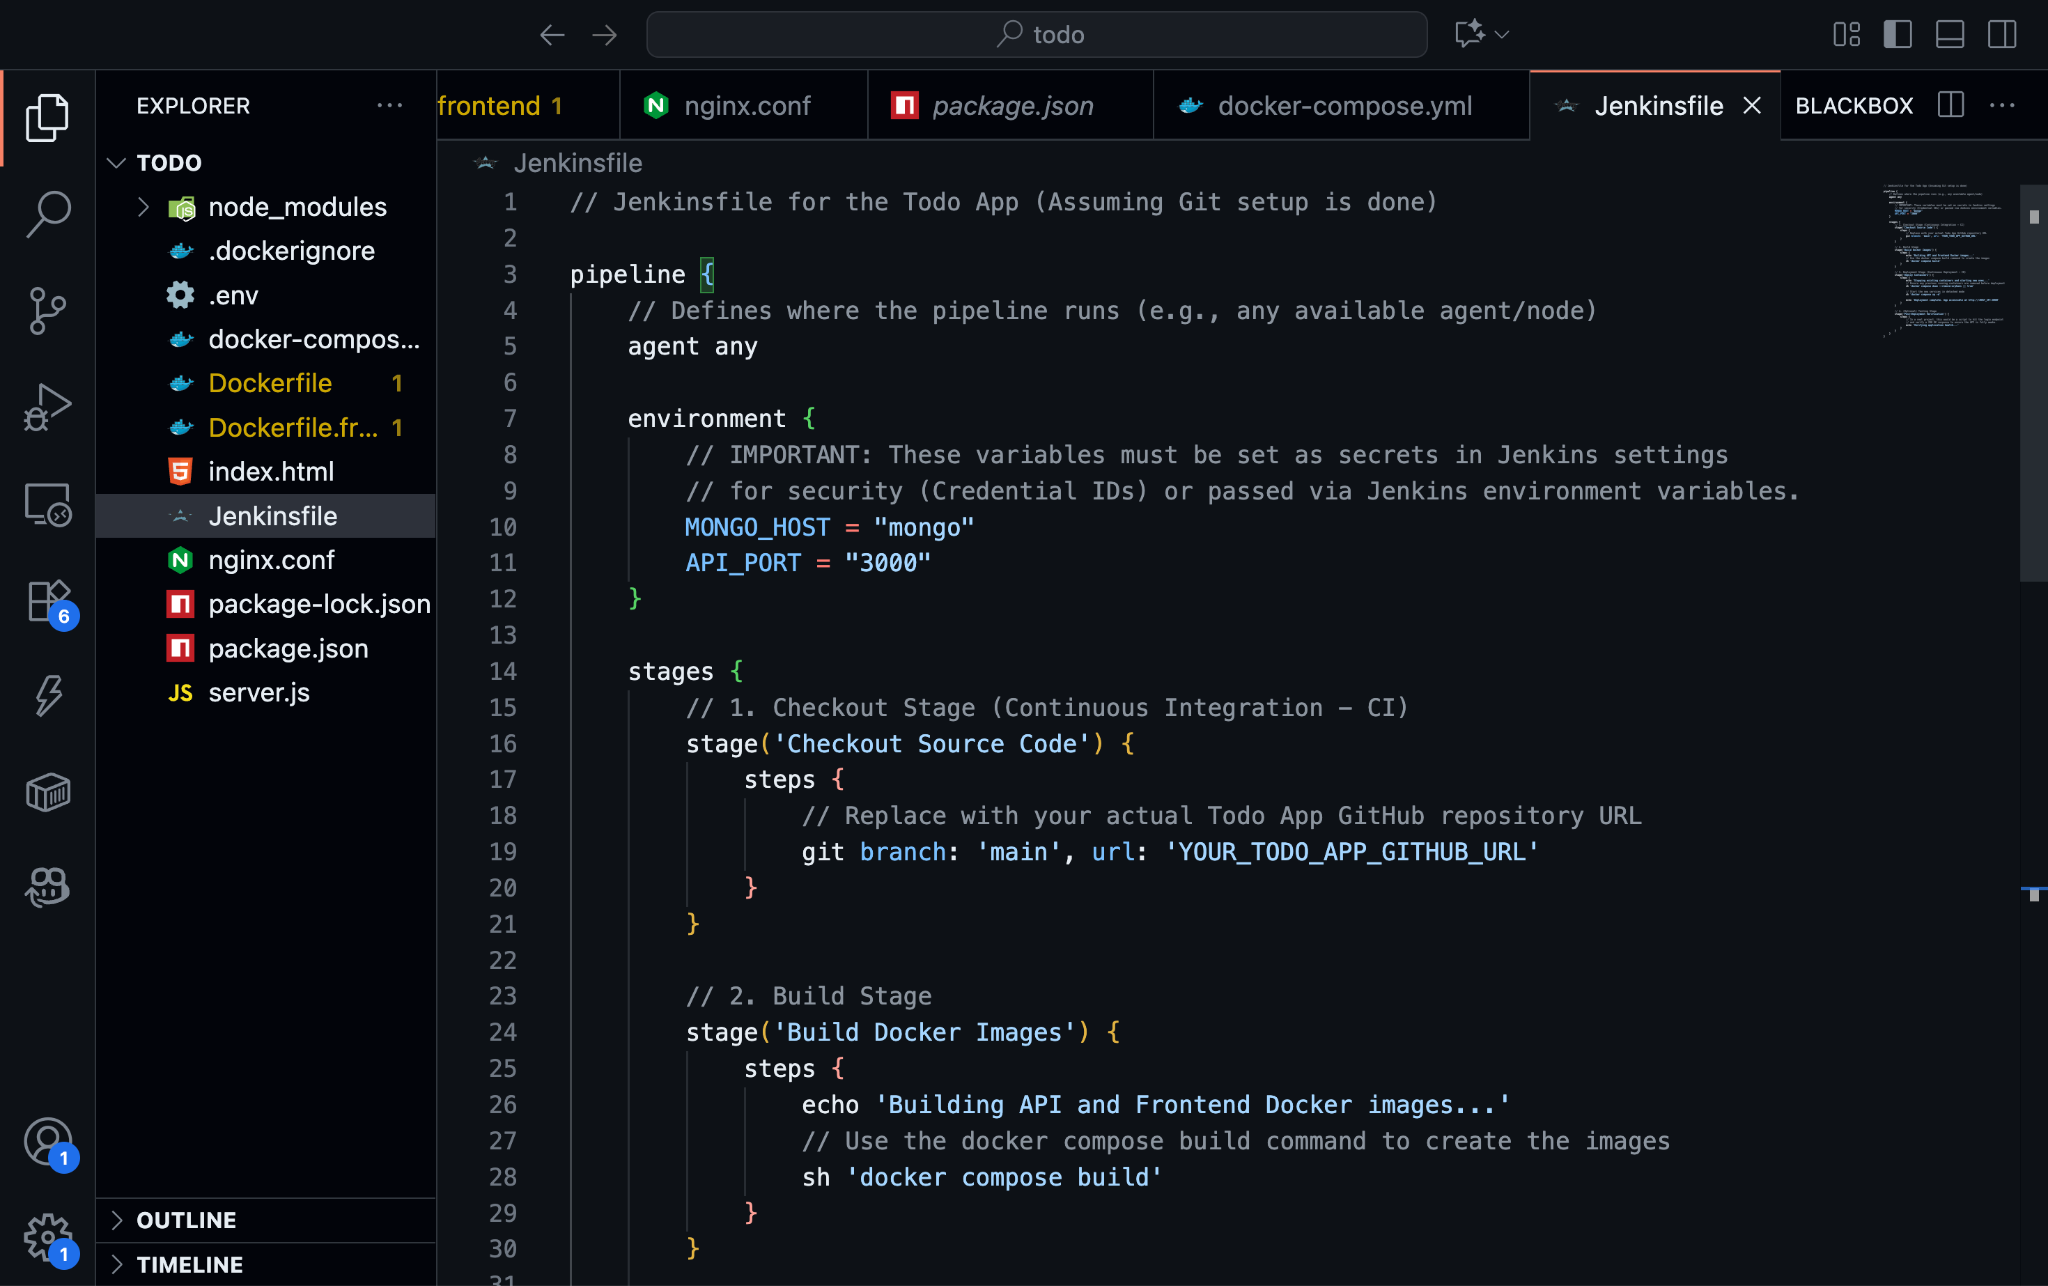 todo
EXPLORER
frontend 1
nginx.conf
package.json
docker-compose.yml
Jenkinsfile
BLACKBOX
TODO
node_modules
.dockerignore
.env
docker-compos...
Dockerfile 1
Dockerfile.fr... 1
index.html
Jenkinsfile
nginx.conf
package-lock.json
package.json
JS server.js
6
1
1
OUTLINE
TIMELINE
Jenkinsfile
1 // Jenkinsfile for the Todo App (Assuming Git setup is done)
2
3 pipeline {
4 // Defines where the pipeline runs (e.g., any available agent/node)
5 agent any
6
7 environment {
8 // IMPORTANT: These variables must be set as secrets in Jenkins settings
9 // for security (Credential IDs) or passed via Jenkins environment variables.
10 MONGO_HOST = "mongo"
11 API_PORT = "3000"
12 }
13
14 stages {
15 // 1. Checkout Stage (Continuous Integration - CI)
16 stage('Checkout Source Code') {
17 steps {
18 // Replace with your actual Todo App GitHub repository URL
19 git branch: 'main', url: 'YOUR_TODO_APP_GITHUB_URL'
20 }
21 }
22
23 // 2. Build Stage
24 stage('Build Docker Images') {
25 steps {
26 echo 'Building API and Frontend Docker images...'
27 // Use the docker compose build command to create the images
28 sh 'docker compose build'
29 }
30 }
31